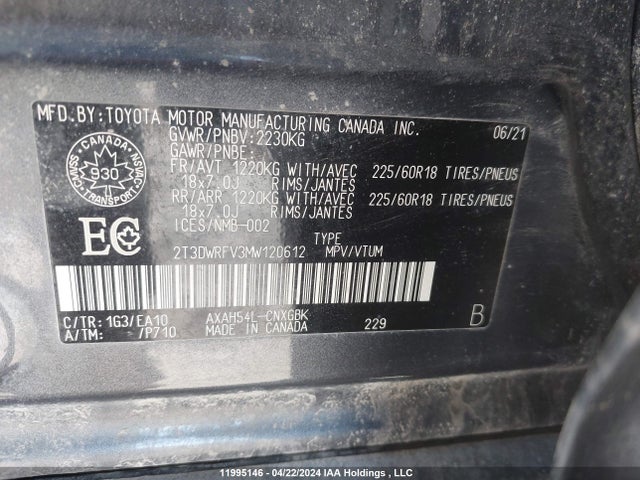 MFD.BY:TOYOTA MOTOR MANUFACTURING CANADA INC. 06/21
GVWR/PNBV:2230KG
GAWR/PNBE:
FR/AVT 1220KG WITH/AVEC 225/60R18 TIRES/PNEUS
18x7.0J RIMS/JANTES
RR/ARR 1220KG WITH/AVEC 225/60R18 TIRES/PNEUS
18x7.0J RIMS/JANTES
ICES/NMB-002
CANADA
CMVSS
930
NSVAC
TRANSPORT
EC
TYPE
2T3DWRFV3MW120612 MPV/VTUM
C/TR: 1G3/EA10 AXAH54L-CNXGBK
A/TM: /P710 MADE IN CANADA 229 B
11995146 - 04/22/2024 IAA Holdings , LLC